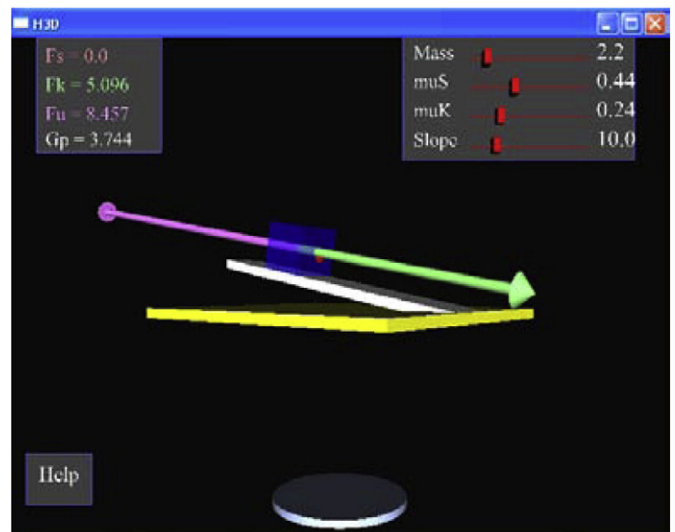 H3D
Fs = 0.0
Fk = 5.096
Fu = 8.457
Gp = 3.744
Mass 2.2
muS 0.44
muK 0.24
Slope 10.0
Help